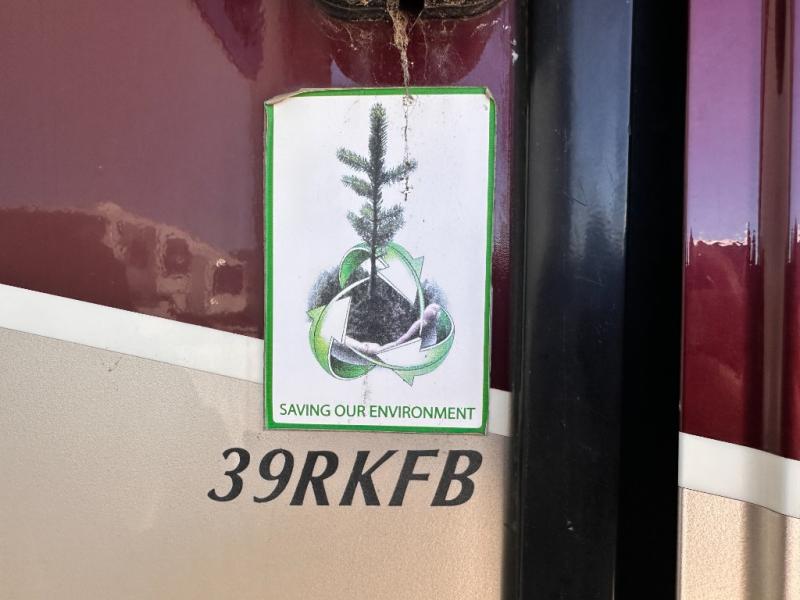 SAVING OUR ENVIRONMENT
39RKFB